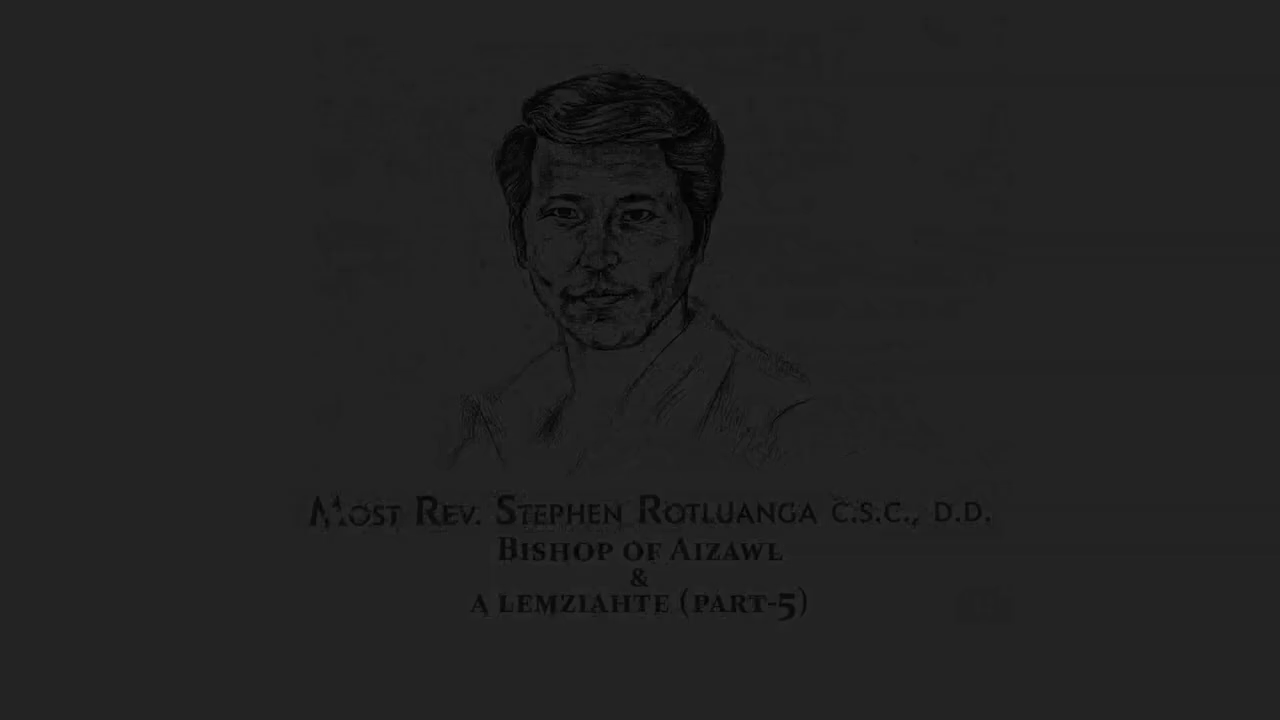 Most Rev. Stephen Rotluanga C.S.C., D.D.
Bishop of Aizawl
&
A LEMZIAHTE (PART-5)